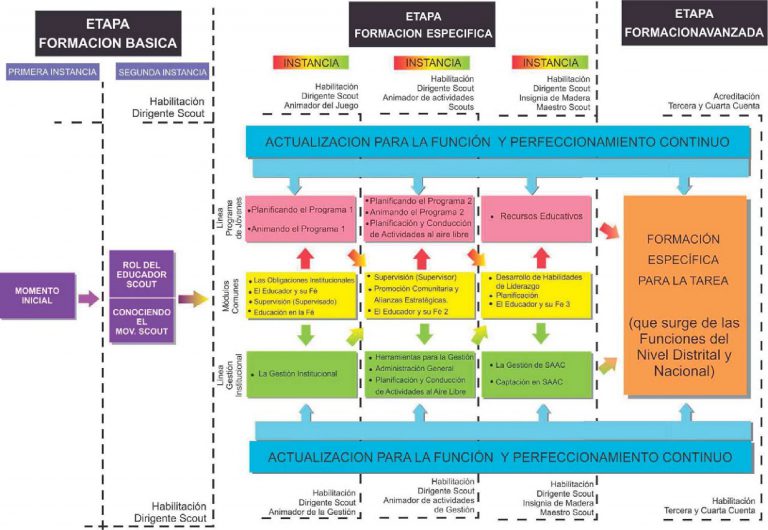 ETAPA
FORMACION BASICA
ETAPA
FORMACION ESPECIFICA
ETAPA
FORMACIONAVANZADA
PRIMERA INSTANCIA
SEGUNDA INSTANCIA
INSTANCIA
INSTANCIA
INSTANCIA
Habilitación
Dirigente Scout
Habilitación
Dirigente Scout
Animador del Juego
Habilitación
Dirigente Scout
Animador de actividades
Scouts
Habilitación
Dirigente Scout
Insignia de Madera
Maestro Scout
Acreditación
Tercera y Cuarta Cuenta
ACTUALIZACION PARA LA FUNCIÓN Y PERFECCIONAMIENTO CONTINUO
Línea
Programa
de Jóvenes
• Planificando el Programa 1
• Animando el Programa 1
• Planificando el Programa 2
• Animando el Programa 2
• Planificación y Conducción
de Actividades al aire libre
• Recursos Educativos
MOMENTO
INICIAL
ROL DEL
EDUCADOR
SCOUT
CONOCIENDO
EL
MOV. SCOUT
Módulos
Comunes
• Las Obligaciones Institucionales
• El Educador y su Fé
• Supervisión (Supervisado)
• Educación en la Fé
• Supervisión (Supervisor)
• Promoción Comunitaria y
Alianzas Estratégicas.
• El Educador y su Fe 2
• Desarrollo de Habilidades
de Liderazgo
• Planificación
• El Educador y su Fe 3
Línea
Gestión
Institucional
• La Gestión Institucional
• Herramientas para la Gestión
• Administración General
• Planificación y Conducción
de Actividades al Aire Libre
• La Gestión de SAAC
• Captación en SAAC
FORMACIÓN
ESPECÍFICA
PARA LA TAREA
(que surge de las
Funciones del
Nivel Distrital y
Nacional)
ACTUALIZACION PARA LA FUNCIÓN Y PERFECCIONAMIENTO CONTINUO
Habilitación
Dirigente Scout
Habilitación
Dirigente Scout
Animador de la Gestión
Habilitación
Dirigente Scout
Animador de actividades
de Gestión
Habilitación
Dirigente Scout
Insignia de Madera
Maestro Scout
Habilitación
Tercera y Cuarta Cuenta